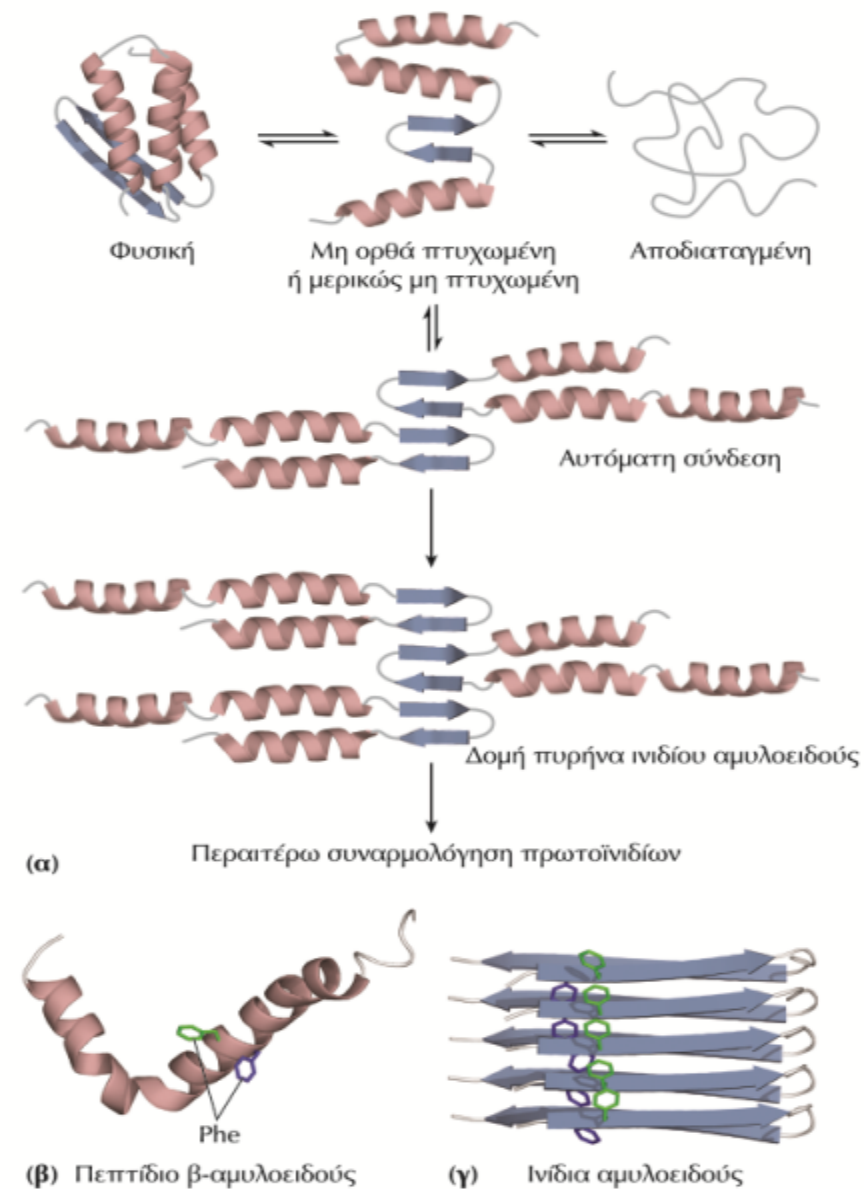 Φυσική
Μη ορθά πτυχωμένη
ή μερικώς μη πτυχωμένη
Αποδιαταγμένη
Αυτόματη σύνδεση
Δομή πυρήνα ινιδίου αμυλοειδούς
(α)
Περαιτέρω συναρμολόγηση πρωτοϊνιδίων
Phe
(β) Πεπτίδιο β-αμυλοειδούς
(γ) Ινίδια αμυλοειδούς